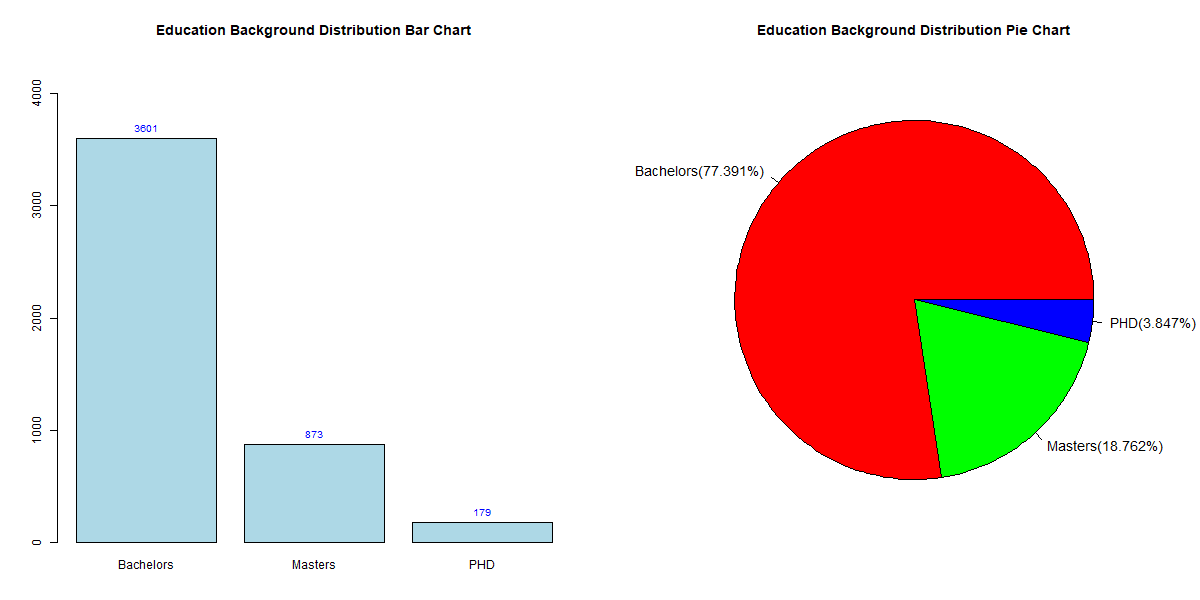 Education Background Distribution Bar Chart
4000
3000
2000
1000
0
3601
873
179
Bachelors
Masters
PHD
Education Background Distribution Pie Chart
Bachelors(77.391%)
PHD(3.847%)
Masters(18.762%)